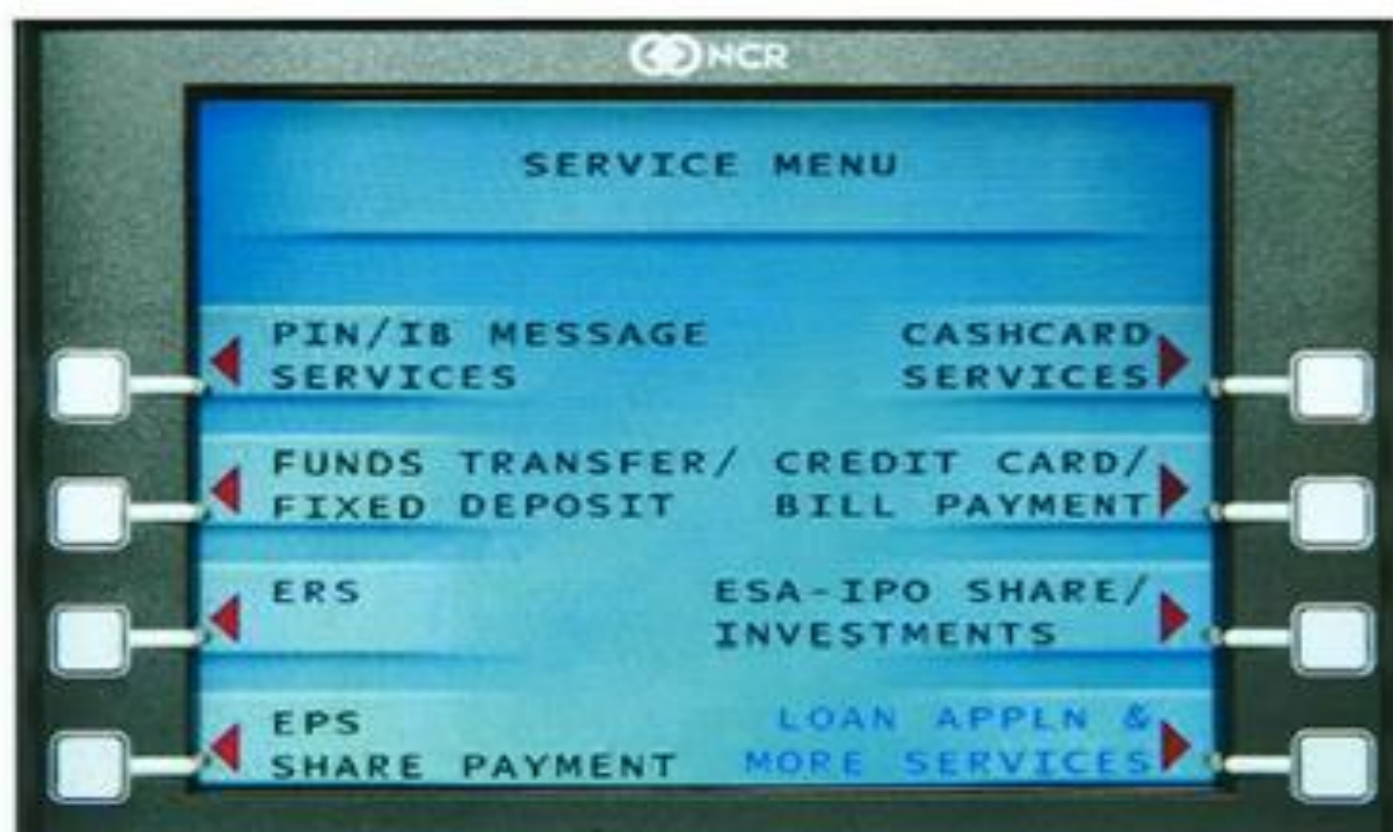 NCR
SERVICE MENU
PIN/IB MESSAGE
SERVICES
CASHCARD
SERVICES
FUNDS TRANSFER/
FIXED DEPOSIT
CREDIT CARD/
BILL PAYMENT
ERS
ESA-IPO SHARE/
INVESTMENTS
EPS
SHARE PAYMENT
LOAN APPLN &
MORE SERVICES